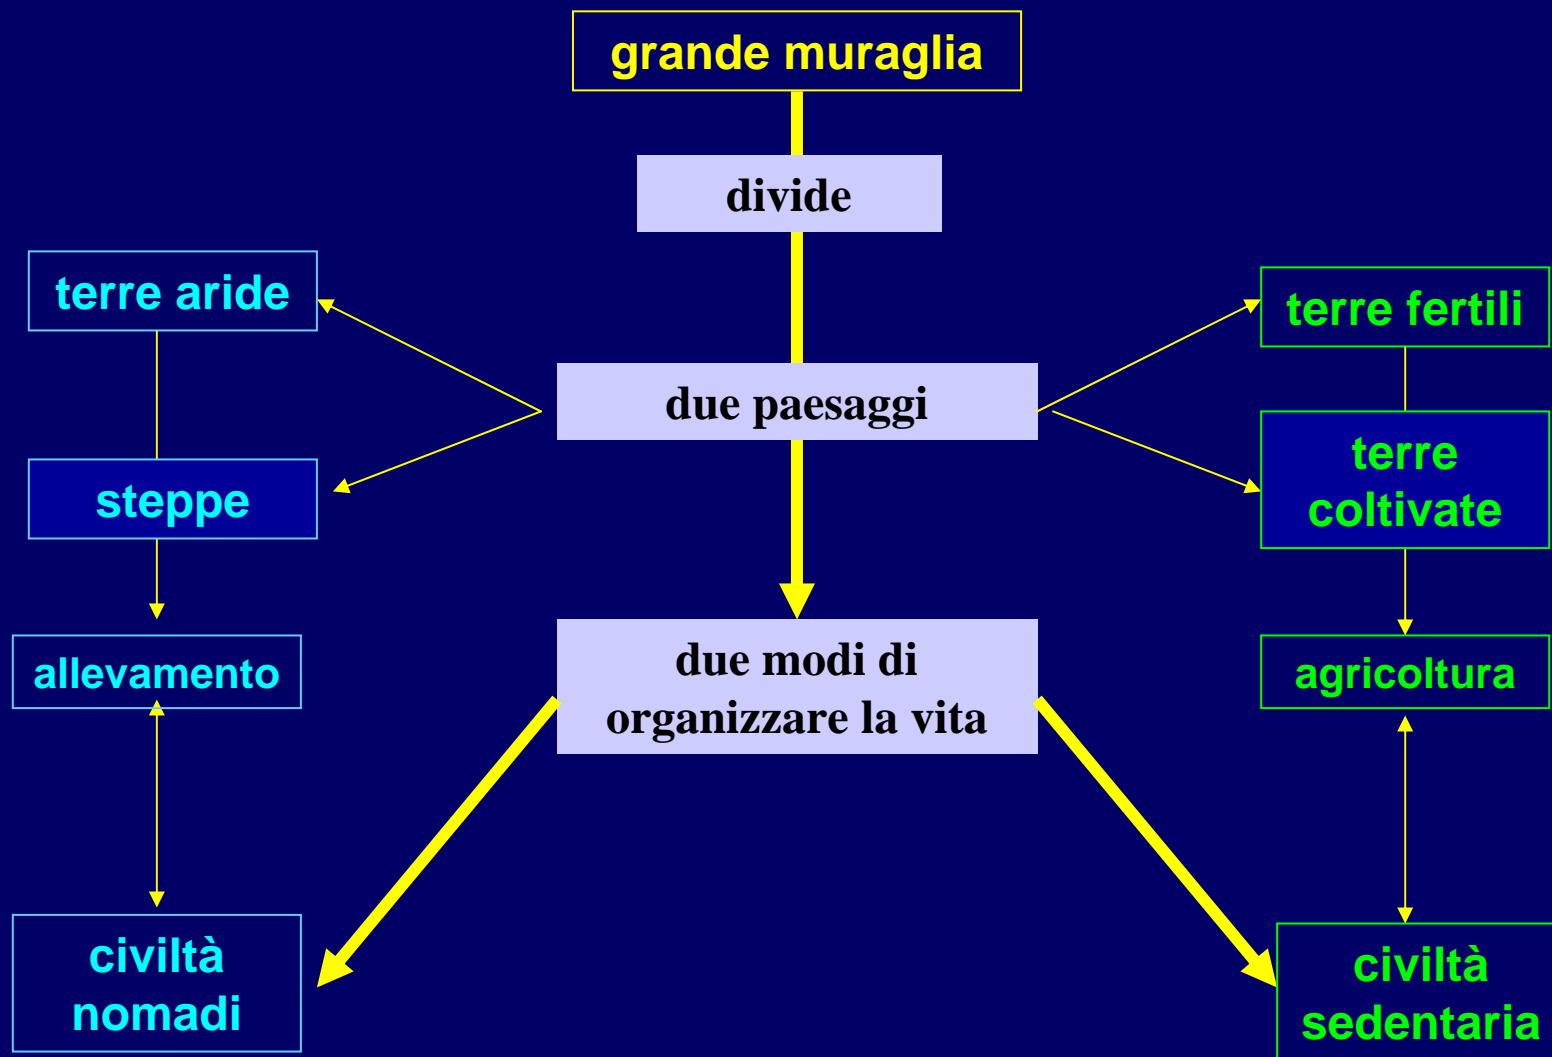 grande muraglia
divide
terre aride
terre fertili
due paesaggi
steppe
terre
coltivate
allevamento
due modi di
organizzare la vita
agricoltura
civiltà
nomadi
civiltà
sedentaria